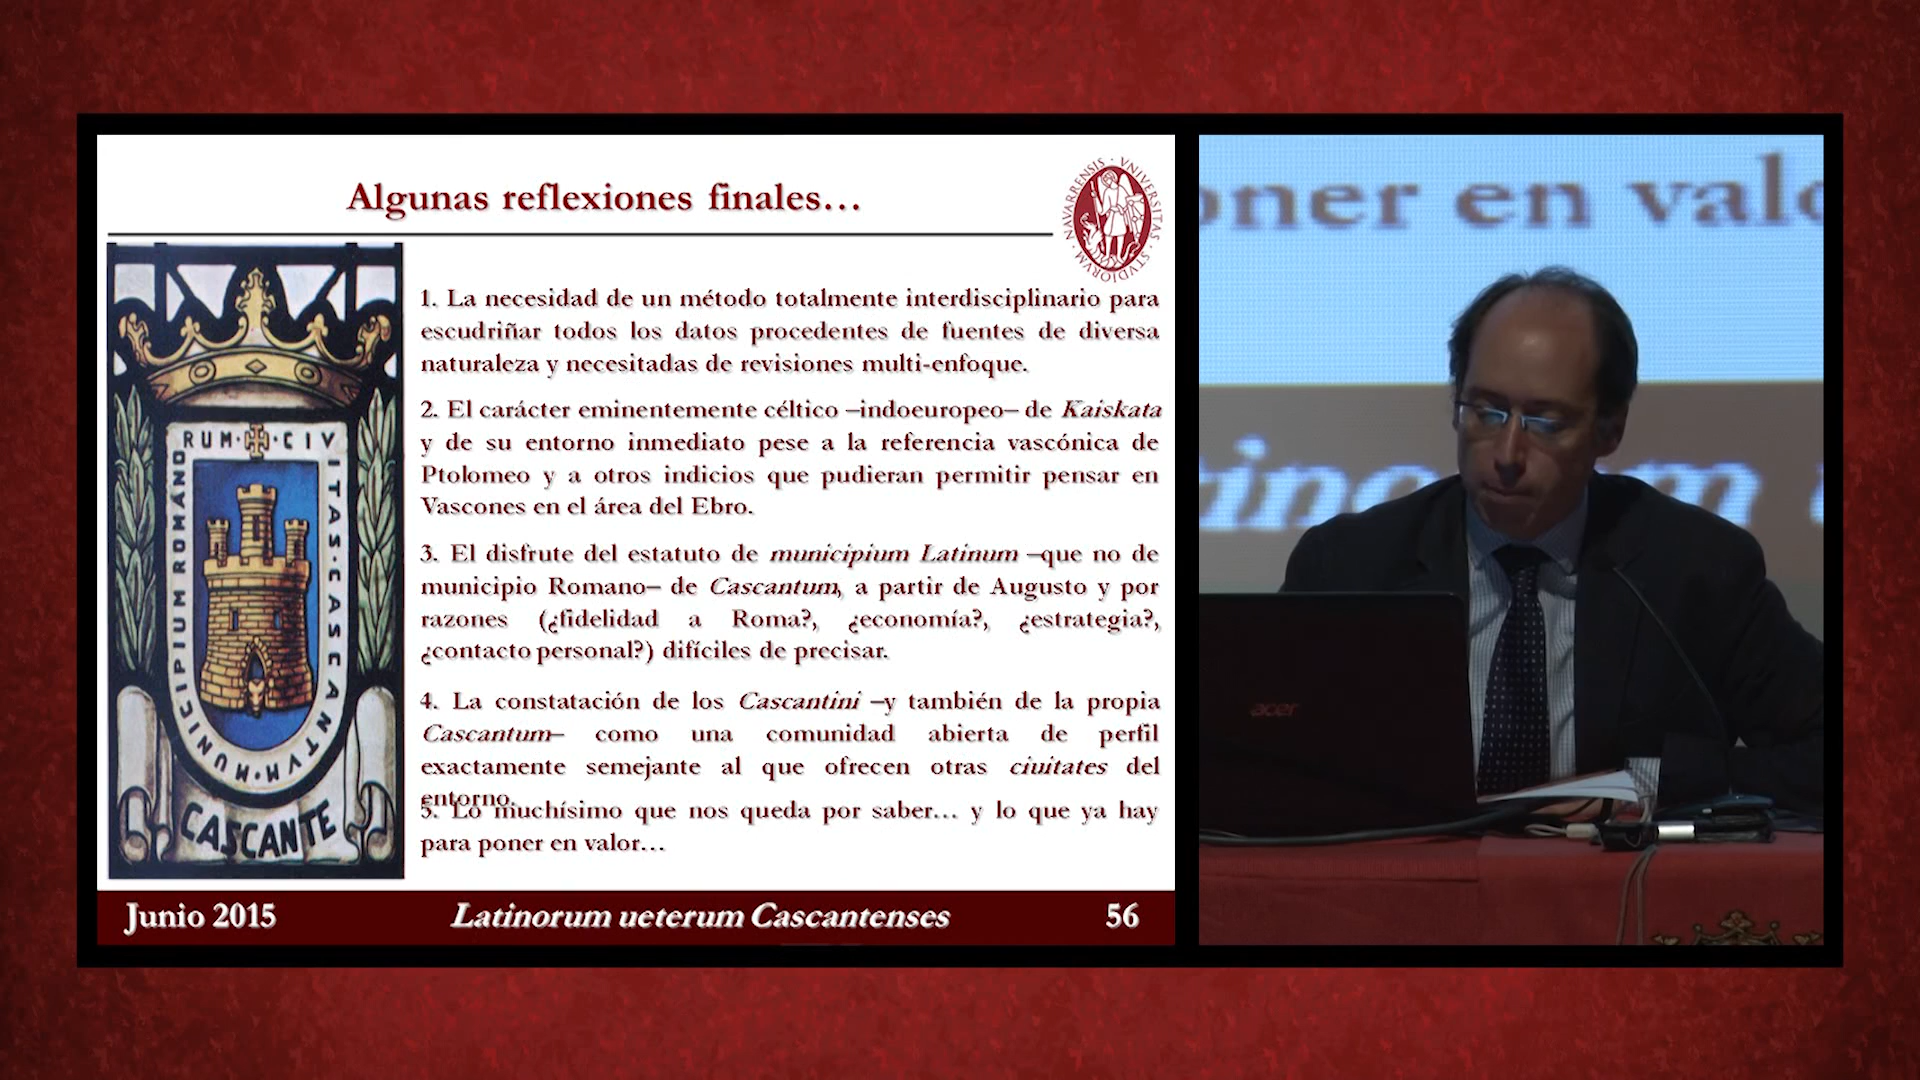 Algunas reflexiones finales...
NAVARRENSIS · VNIVERSITAS · STVDIORVM
1. La necesidad de un método totalmente interdisciplinario para
escudriñar todos los datos procedentes de fuentes de diversa
naturaleza y necesitadas de revisiones multi-enfoque.
2. El carácter eminentemente céltico –indoeuropeo– de Kaiskata
y de su entorno inmediato pese a la referencia vascónica de
Ptolomeo y a otros indicios que pudieran permitir pensar en
Vascones en el área del Ebro.
3. El disfrute del estatuto de municipium Latinum –que no de
municipio Romano– de Cascantum, a partir de Augusto y por
razones (¿fidelidad a Roma?, ¿economía?, ¿estrategia?,
¿contacto personal?) difíciles de precisar.
4. La constatación de los Cascantini –y también de la propia
Cascantum– como una comunidad abierta de perfil
exactamente semejante al que ofrecen otras ciuitates del
entorno.
5. Lo muchísimo que nos queda por saber... y lo que ya hay
para poner en valor...
MUNICIPIUM ROMANO
RUM · CIVITAS · CASCANTVM · MUN
CASCANTE
Junio 2015
Latinorum ueterum Cascantenses
56
oner en valo
acer